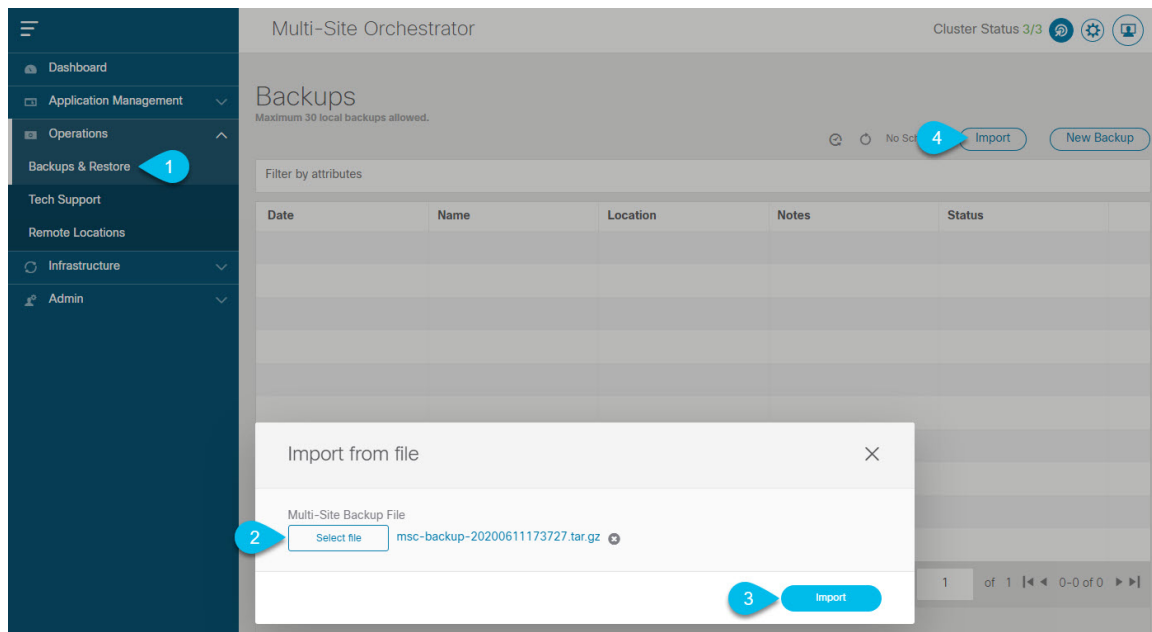 Multi-Site Orchestrator
Cluster Status 3/3
Dashboard
Application Management
Operations
Backups & Restore
1
Tech Support
Remote Locations
Infrastructure
Admin
Backups
Maximum 30 local backups allowed.
No Sch
4
Import
New Backup
Filter by attributes
Date Name Location Notes Status
Import from file
Multi-Site Backup File
2
Select file
msc-backup-20200611173727.tar.gz
3
Import
1 of 1 0-0 of 0